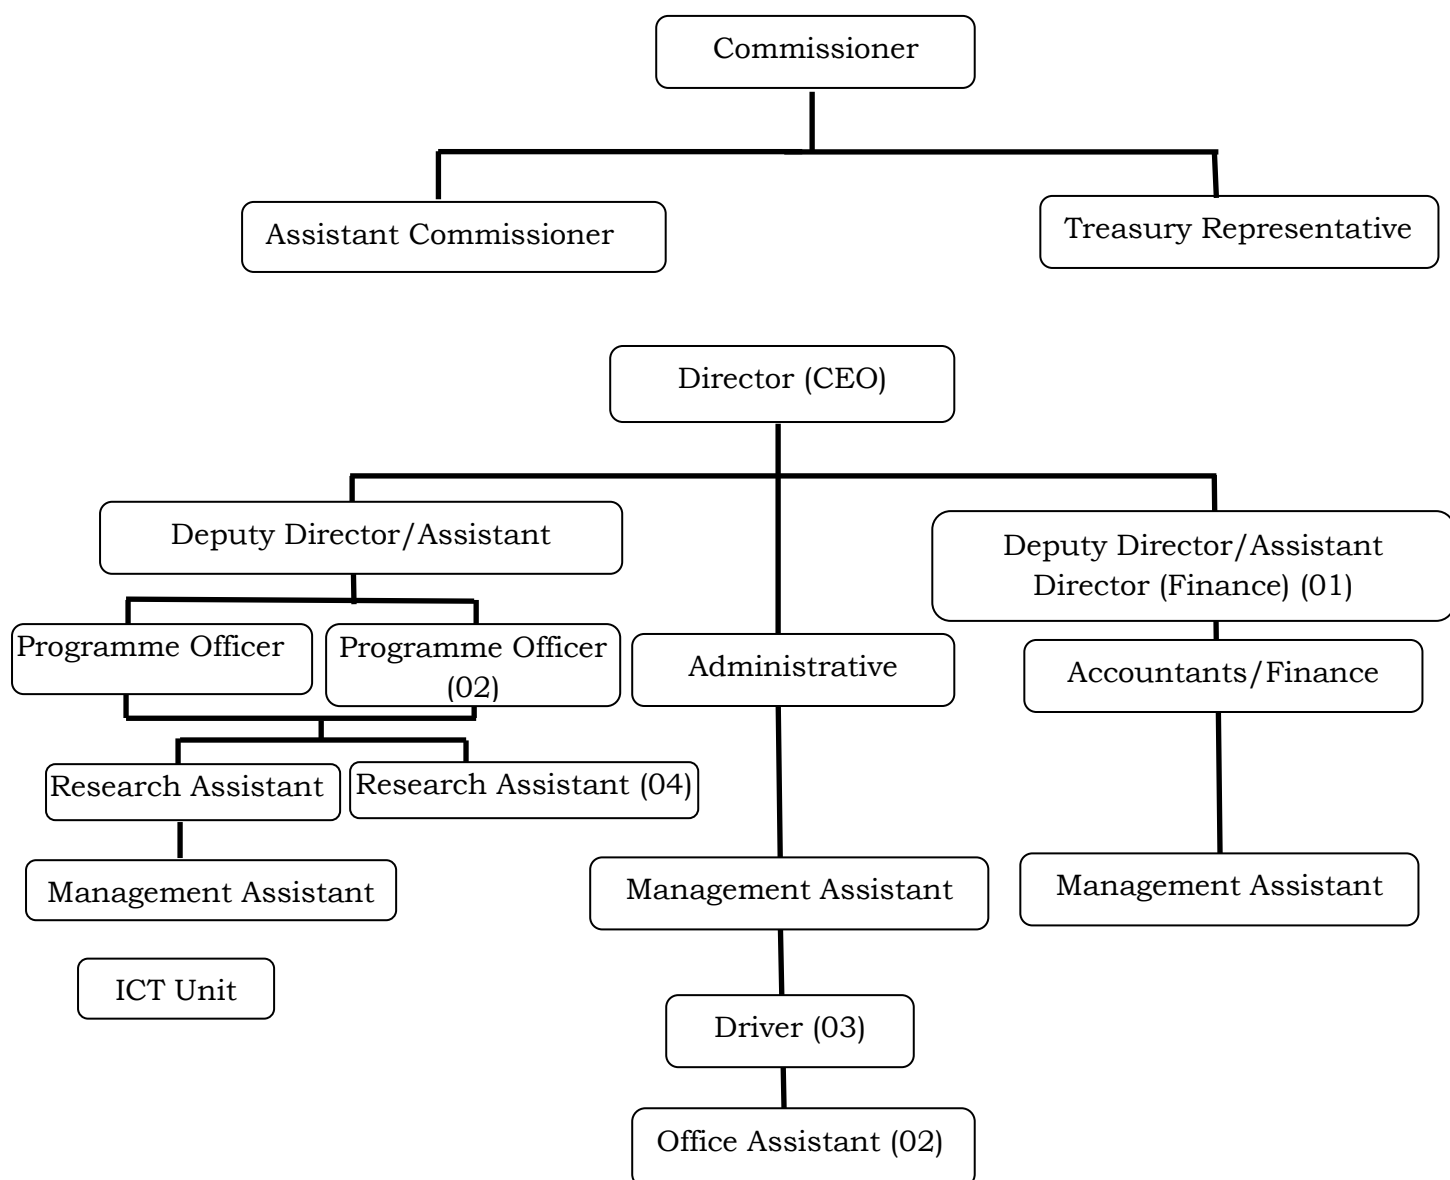 Commissioner
Assistant Commissioner
Treasury Representative
Director (CEO)
Deputy Director/Assistant
Deputy Director/Assistant
Director (Finance) (01)
Programme Officer
Programme Officer
(02)
Administrative
Accountants/Finance
Research Assistant
Research Assistant (04)
Management Assistant
Management Assistant
Management Assistant
ICT Unit
Driver (03)
Office Assistant (02)